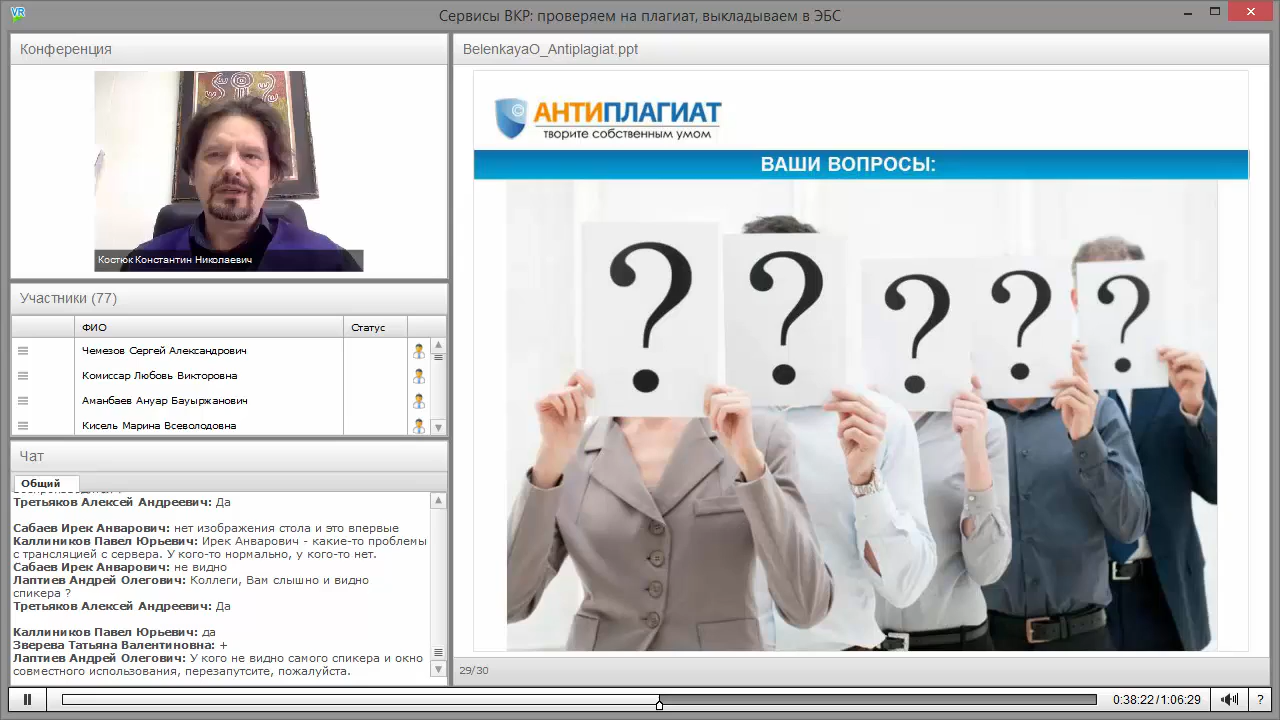 VR
Сервисы ВКР: проверяем на плагиат, выкладываем в ЭБС
Конференция
Костюк Константин Николаевич
Участники (77)
ФИО
Статус
Чемезов Сергей Александрович
Комиссар Любовь Викторовна
Аманбаев Ануар Бауыржанович
Кисель Марина Всеволодовна
Чат
Общий
Третьяков Алексей Андреевич: Да
Сабаев Ирек Анварович: нет изображения стола и это впервые
Каллиников Павел Юрьевич: Ирек Анварович - какие-то проблемы
с трансляцией с сервера. У кого-то нормально, у кого-то нет.
Сабаев Ирек Анварович: не видно
Лаптиев Андрей Олегович: Коллеги, Вам слышно и видно
спикера ?
Третьяков Алексей Андреевич: Да
Каллиников Павел Юрьевич: да
Зверева Татьяна Валентиновна: +
Лаптиев Андрей Олегович: У кого не видно самого спикера и окно
совместного использования, перезапутсите, пожалуйста.
BelenkayaO_Antiplagiat.ppt
АНТИПЛАГИАТ
творите собственным умом
ВАШИ ВОПРОСЫ:
? ? ? ? ?
29/30
0:38:22/1:06:29
?